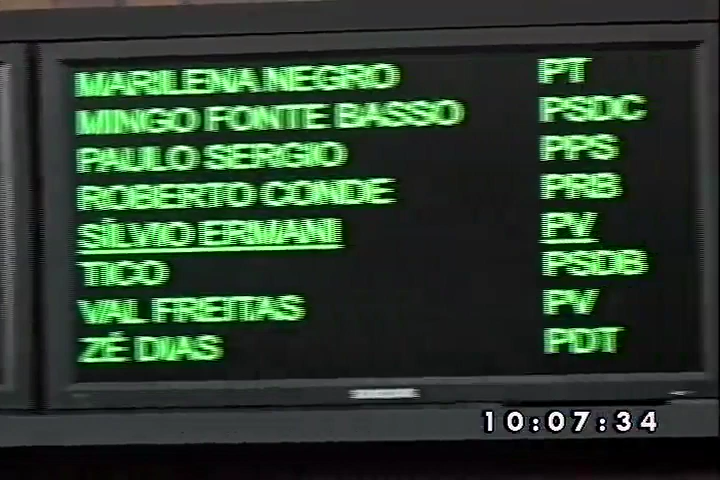 MARILENA NEGRO PT
MINGO FONTE BASSO PSDC
PAULO SERGIO PPS
ROBERTO CONDE PRB
SÍLVIO ERMANI PV
TICO PSDB
VAL FREITAS PV
ZÉ DIAS PDT
10:07:34